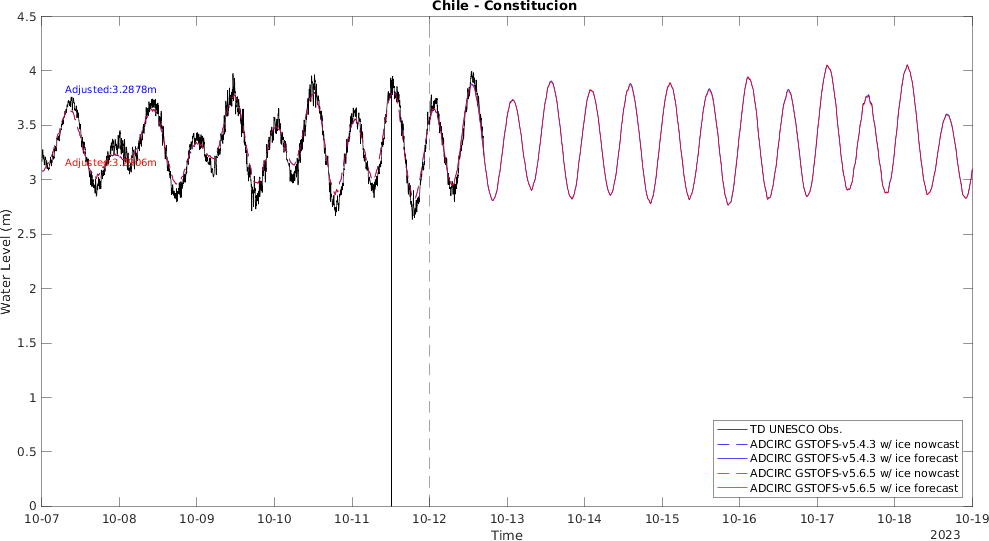 Chile - Constitucion
4.5
4
3.5
3
2.5
2
1.5
1
0.5
0
Water Level (m)
Adjusted:3.2878m
10-07
10-08
10-09
10-10
10-11
10-12
10-13
10-14
10-15
10-16
10-17
10-18
10-19
Time
2023
TD UNESCO Obs.
ADCIRC GSTOFS-v5.4.3 w/ ice nowcast
ADCIRC GSTOFS-v5.4.3 w/ ice forecast
ADCIRC GSTOFS-v5.6.5 w/ ice nowcast
ADCIRC GSTOFS-v5.6.5 w/ ice forecast